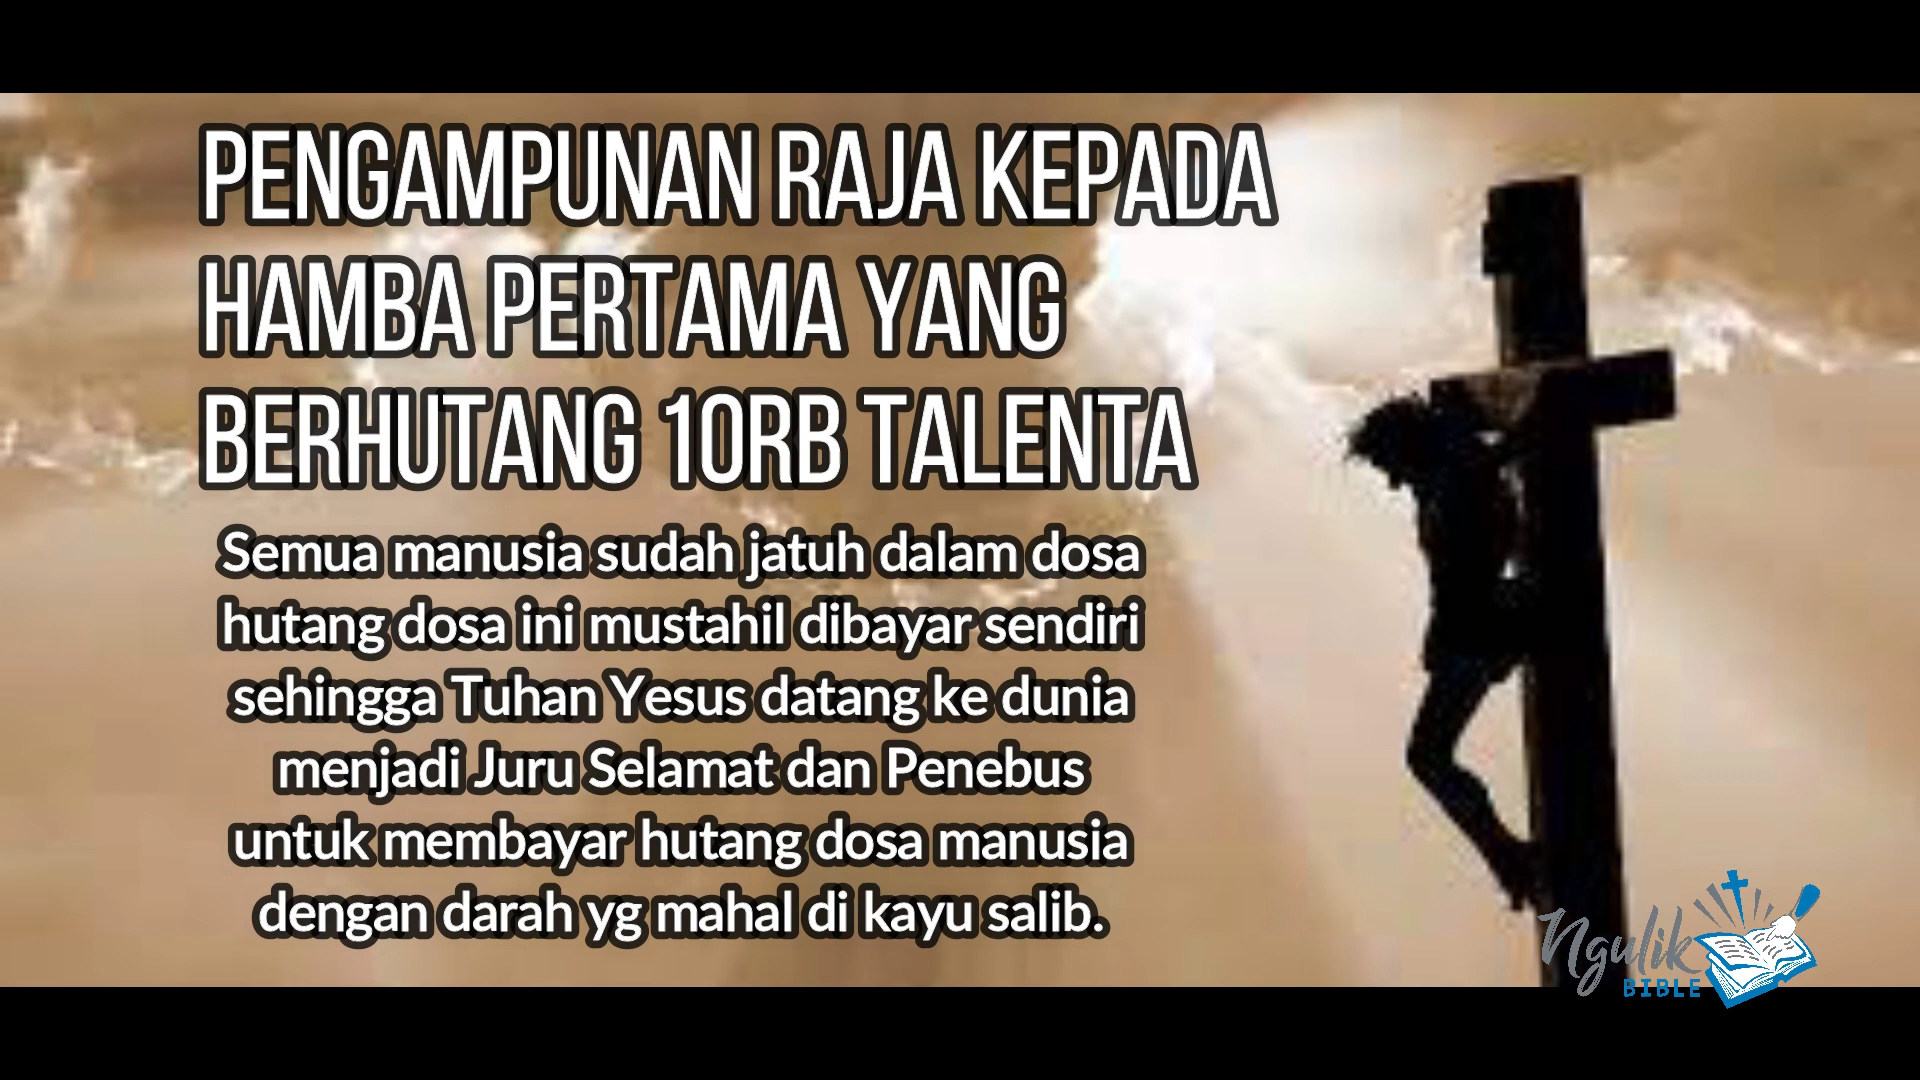 PENGAMPUNAN RAJA KEPADA
HAMBA PERTAMA YANG
BERHUTANG 10RB TALENTA
Semua manusia sudah jatuh dalam dosa
hutang dosa ini mustahil dibayar sendiri
sehingga Tuhan Yesus datang ke dunia
menjadi Juru Selamat dan Penebus
untuk membayar hutang dosa manusia
dengan darah yg mahal di kayu salib.
Ngulik
BIBLE